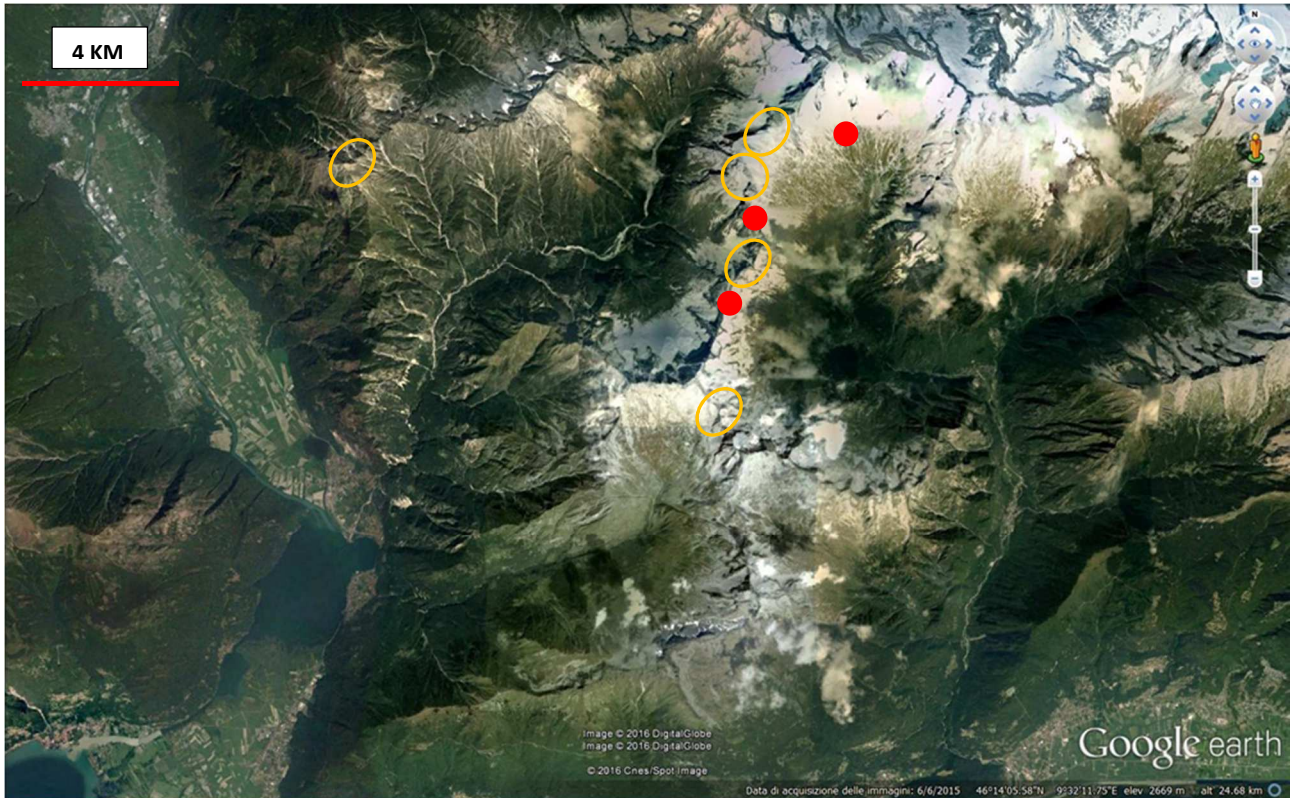 4 KM
N
Image © 2016 DigitalGlobe
Image © 2016 DigitalGlobe
© 2016 Cnes/Spot Image
Google earth
Data di acquisizione delle immagini: 6/6/2015 46°14'05.58"N 9°32'11.75"E elev 2669 m alt 24.68 km